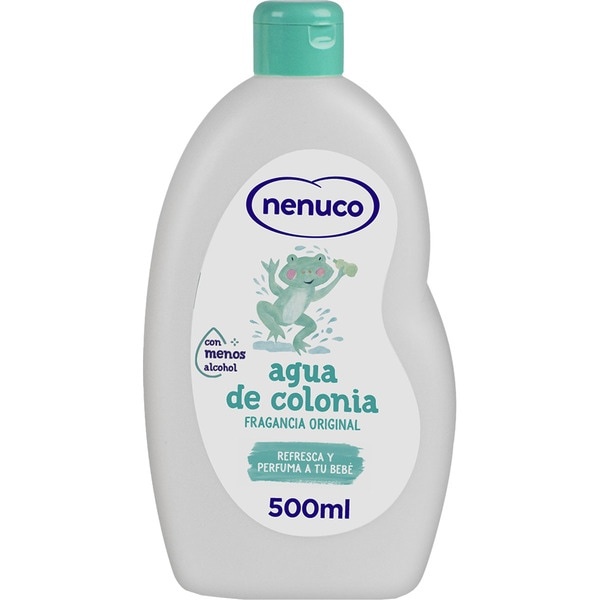 nenuco
con
menos
alcohol
agua
de colonia
FRAGANCIA ORIGINAL
REFRESCA Y
PERFUMA A TU BEBÉ
500ml